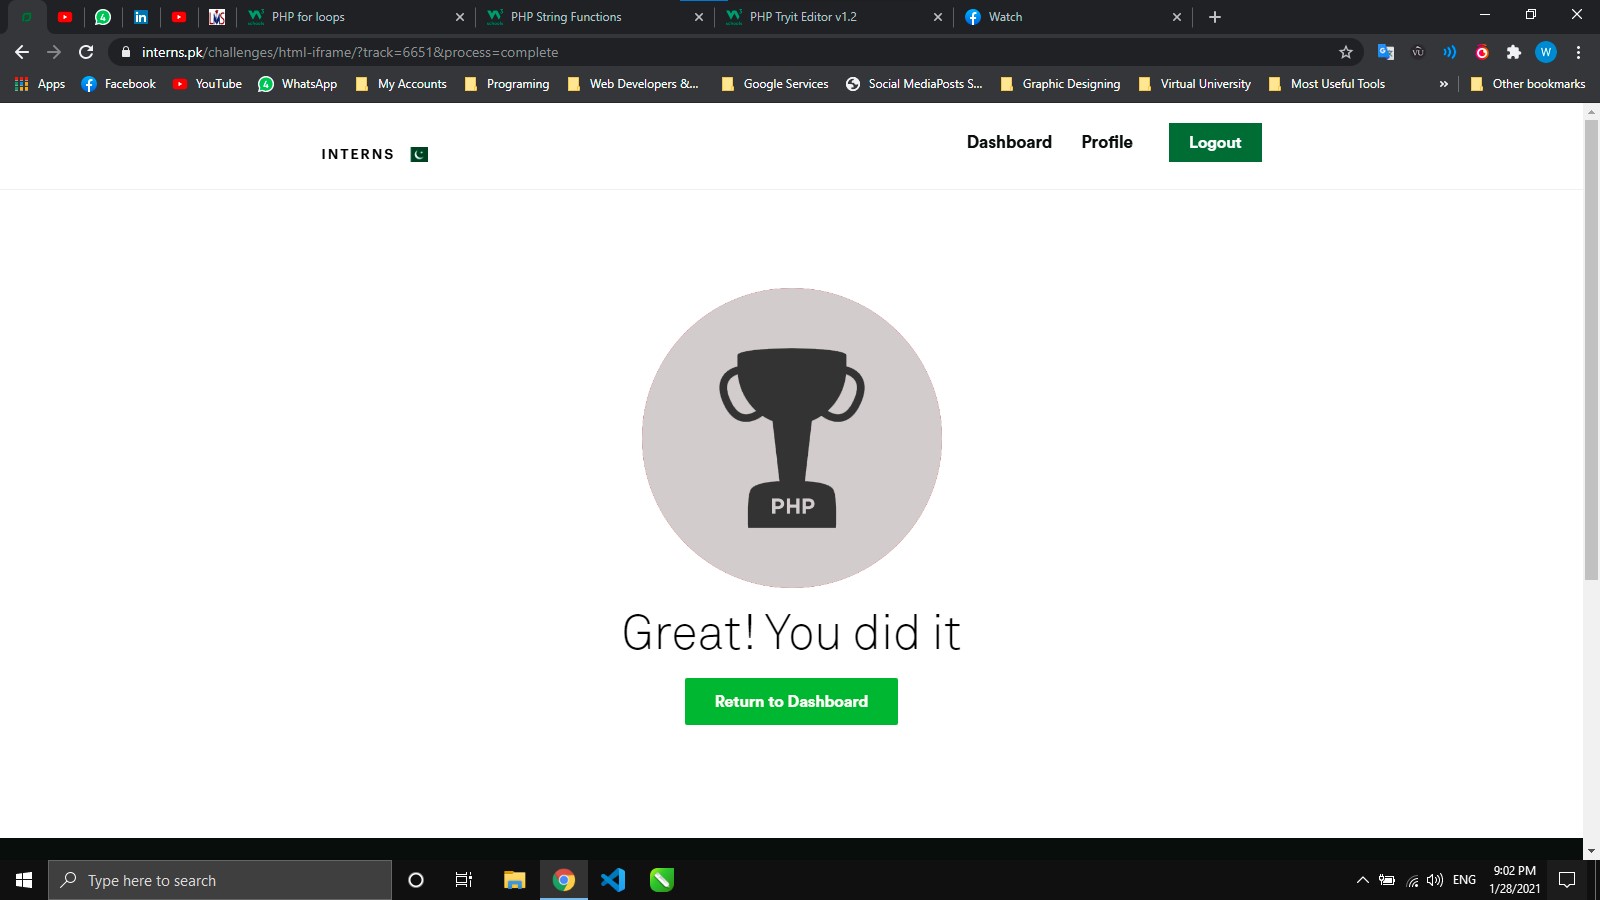 PHP for loops
PHP String Functions
PHP Tryit Editor v1.2
Watch
interns.pk/challenges/html-iframe/?track=6651&process=complete
W
Apps
Facebook
YouTube
WhatsApp
My Accounts
Programing
Web Developers &...
Google Services
Social MediaPosts S...
Graphic Designing
Virtual University
Most Useful Tools
»
Other bookmarks
INTERNS
Dashboard
Profile
Logout
PHP
Great! You did it
Return to Dashboard
Type here to search
ENG
9:02 PM
1/28/2021